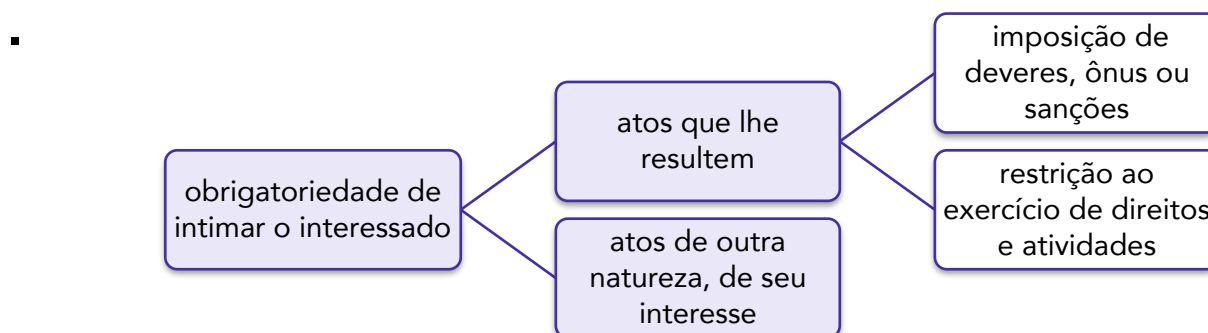 obrigatoriedade de
intimar o interessado
atos que lhe
resultem
imposição de
deveres, ônus ou
sanções
restrição ao
exercício de direitos
e atividades
atos de outra
natureza, de seu
interesse